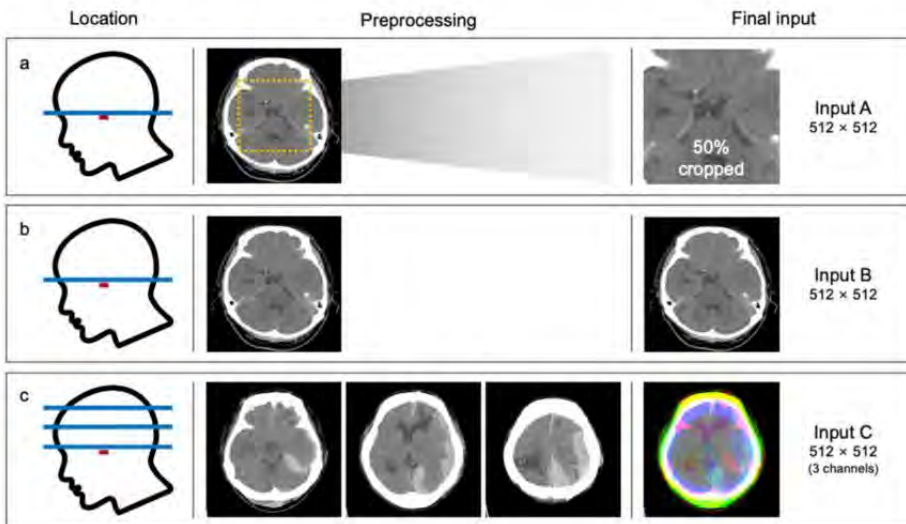 Location Preprocessing Final input
a
50%
cropped
Input A
512 × 512
b
Input B
512 × 512
c
Input C
512 × 512
(3 channels)